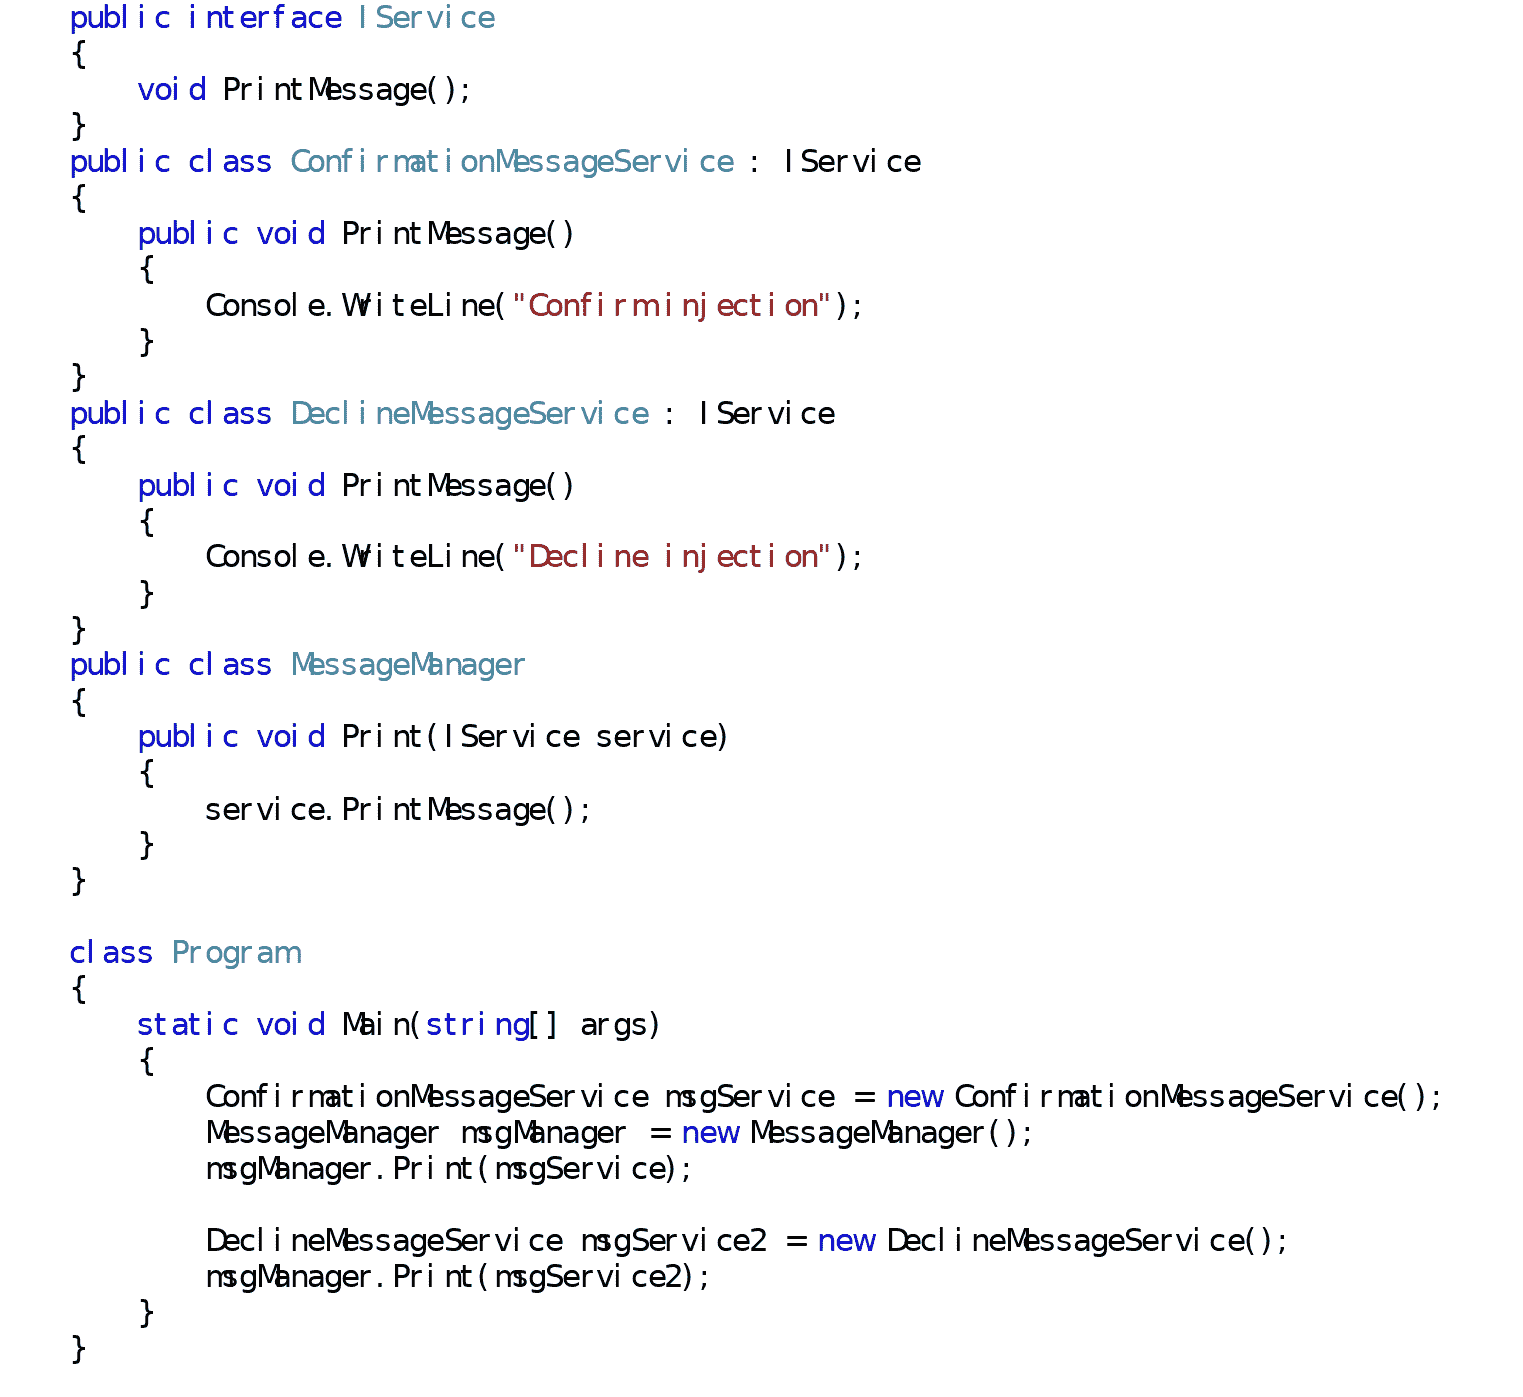 public interface IService
{
    void PrintMessage();
}
public class ConfirmationMessageService : IService
{
    public void PrintMessage()
    {
        Console.WriteLine("Confirm injection");
    }
}
public class DeclineMessageService : IService
{
    public void PrintMessage()
    {
        Console.WriteLine("Decline injection");
    }
}
public class MessageManager
{
    public void Print(IService service)
    {
        service.PrintMessage();
    }
}

class Program
{
    static void Main(string[] args)
    {
        ConfirmationMessageService msgService = new ConfirmationMessageService();
        MessageManager msgManager = new MessageManager();
        msgManager.Print(msgService);

        DeclineMessageService msgService2 = new DeclineMessageService();
        msgManager.Print(msgService2);
    }
}